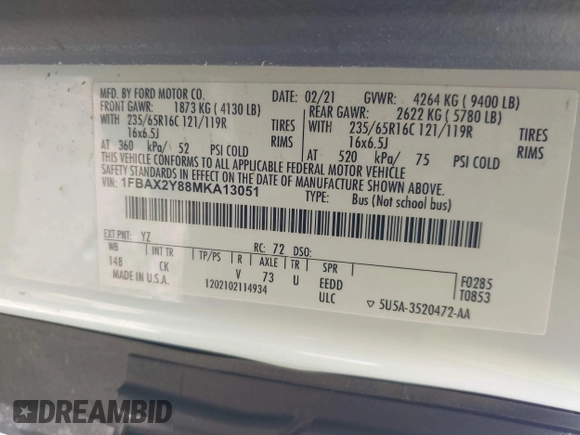 MFD. BY FORD MOTOR CO. 02/21 GVWR: 4264 KG ( 9400 LB)
FRONT GAWR: 1873 KG ( 4130 LB) REAR GAWR: 2622 KG ( 5780 LB)
WITH 235/65R16C 121/119R TIRES WITH 235/65R16C 121/119R TIRES
16x6.5J RIMS 16x6.5J RIMS
AT 360 kPa/ 52 PSI COLD AT 520 kPa/ 75 PSI COLD
THIS VEHICLE CONFORMS TO ALL APPLICABLE FEDERAL MOTOR VEHICLE
SAFETY STANDARDS IN EFFECT ON THE DATE OF MANUFACTURE SHOWN ABOVE.
VIN: 1FBAX2Y88MKA13051 TYPE: Bus (Not school bus)
EXT PNT: YZ RC: 72 DSO:
WB INT TR TP/PS R AXLE TR SPR
14B CK V 73 U EEDD F0285
MADE IN U.S.A. 1202102114934 ULC ▽ 5U5A-3520472-AA T0853
DREAMBID